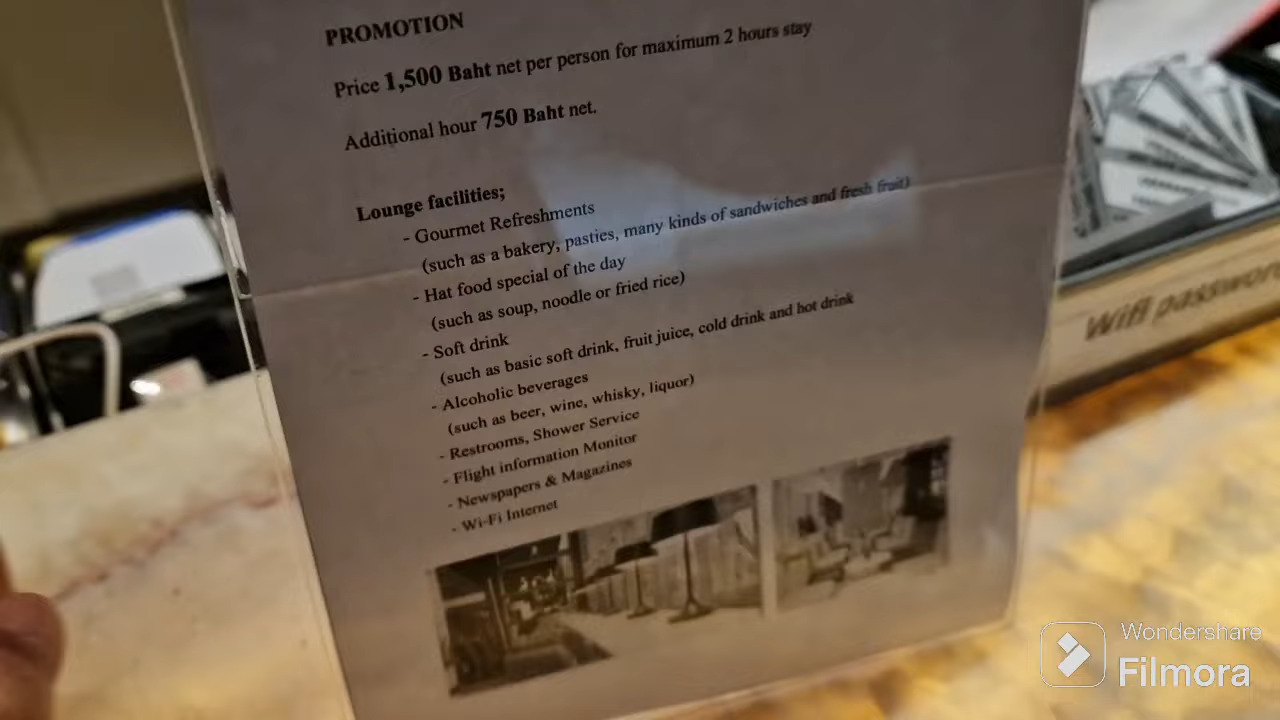 PROMOTION
Price 1,500 Baht net per person for maximum 2 hours stay
Additional hour 750 Baht net.
Lounge facilities;
- Gourmet Refreshments
(such as a bakery, pasties, many kinds of sandwiches and fresh fruit)
- Hat food special of the day
(such as soup, noodle or fried rice)
- Soft drink
(such as basic soft drink, fruit juice, cold drink and hot drink
- Alcoholic beverages
(such as beer, wine, whisky, liquor)
- Restrooms, Shower Service
- Flight information Monitor
- Newspapers & Magazines
- Wi-Fi Internet
Wifi password
Wondershare
Filmora